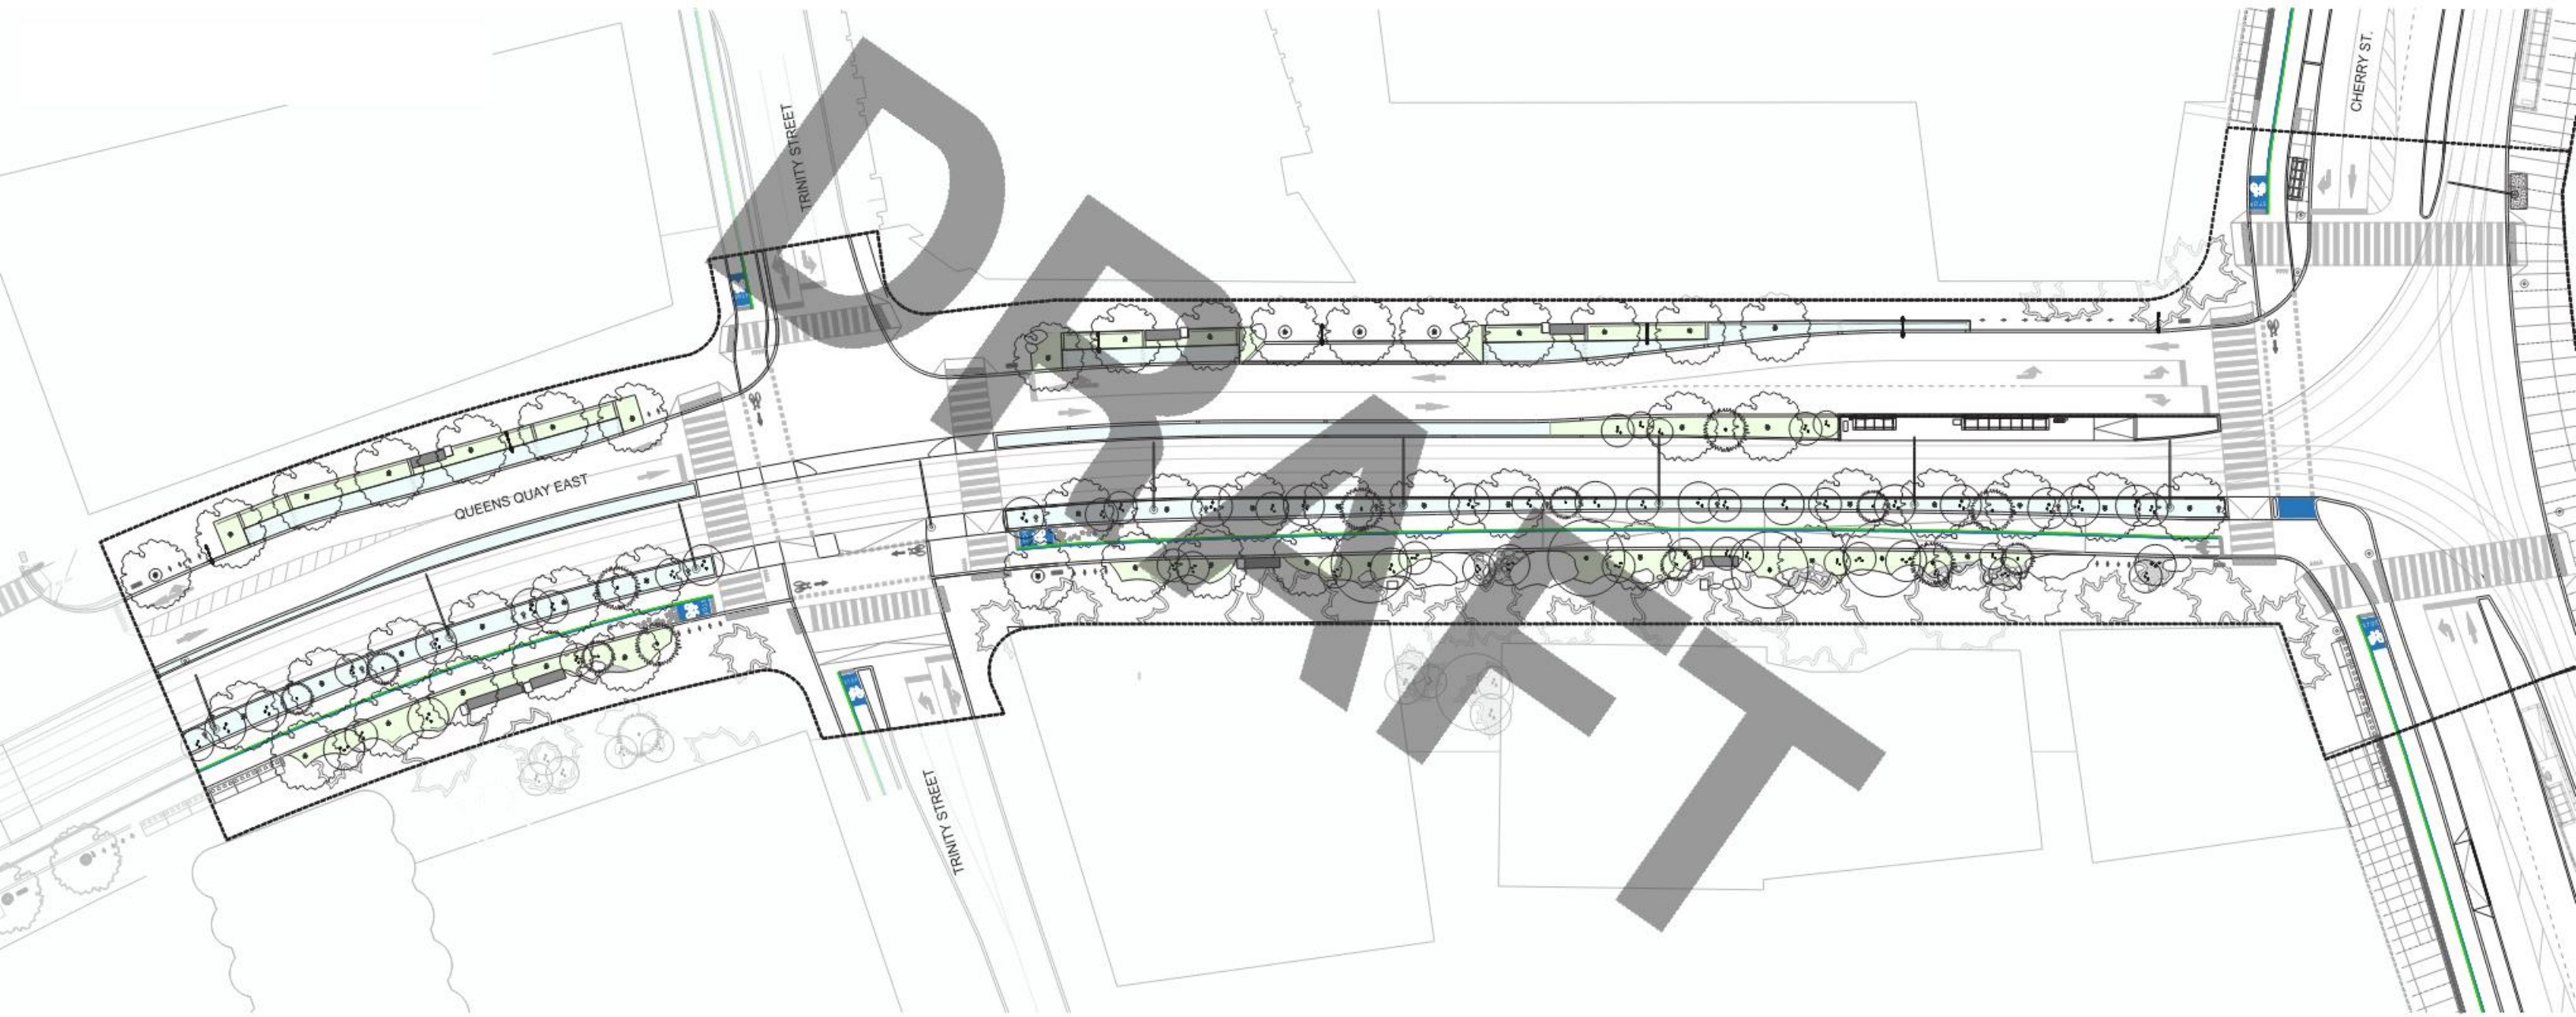 CHERRY ST.
TRINITY STREET
DRAFT
QUEENS QUAY EAST
TRINITY STREET